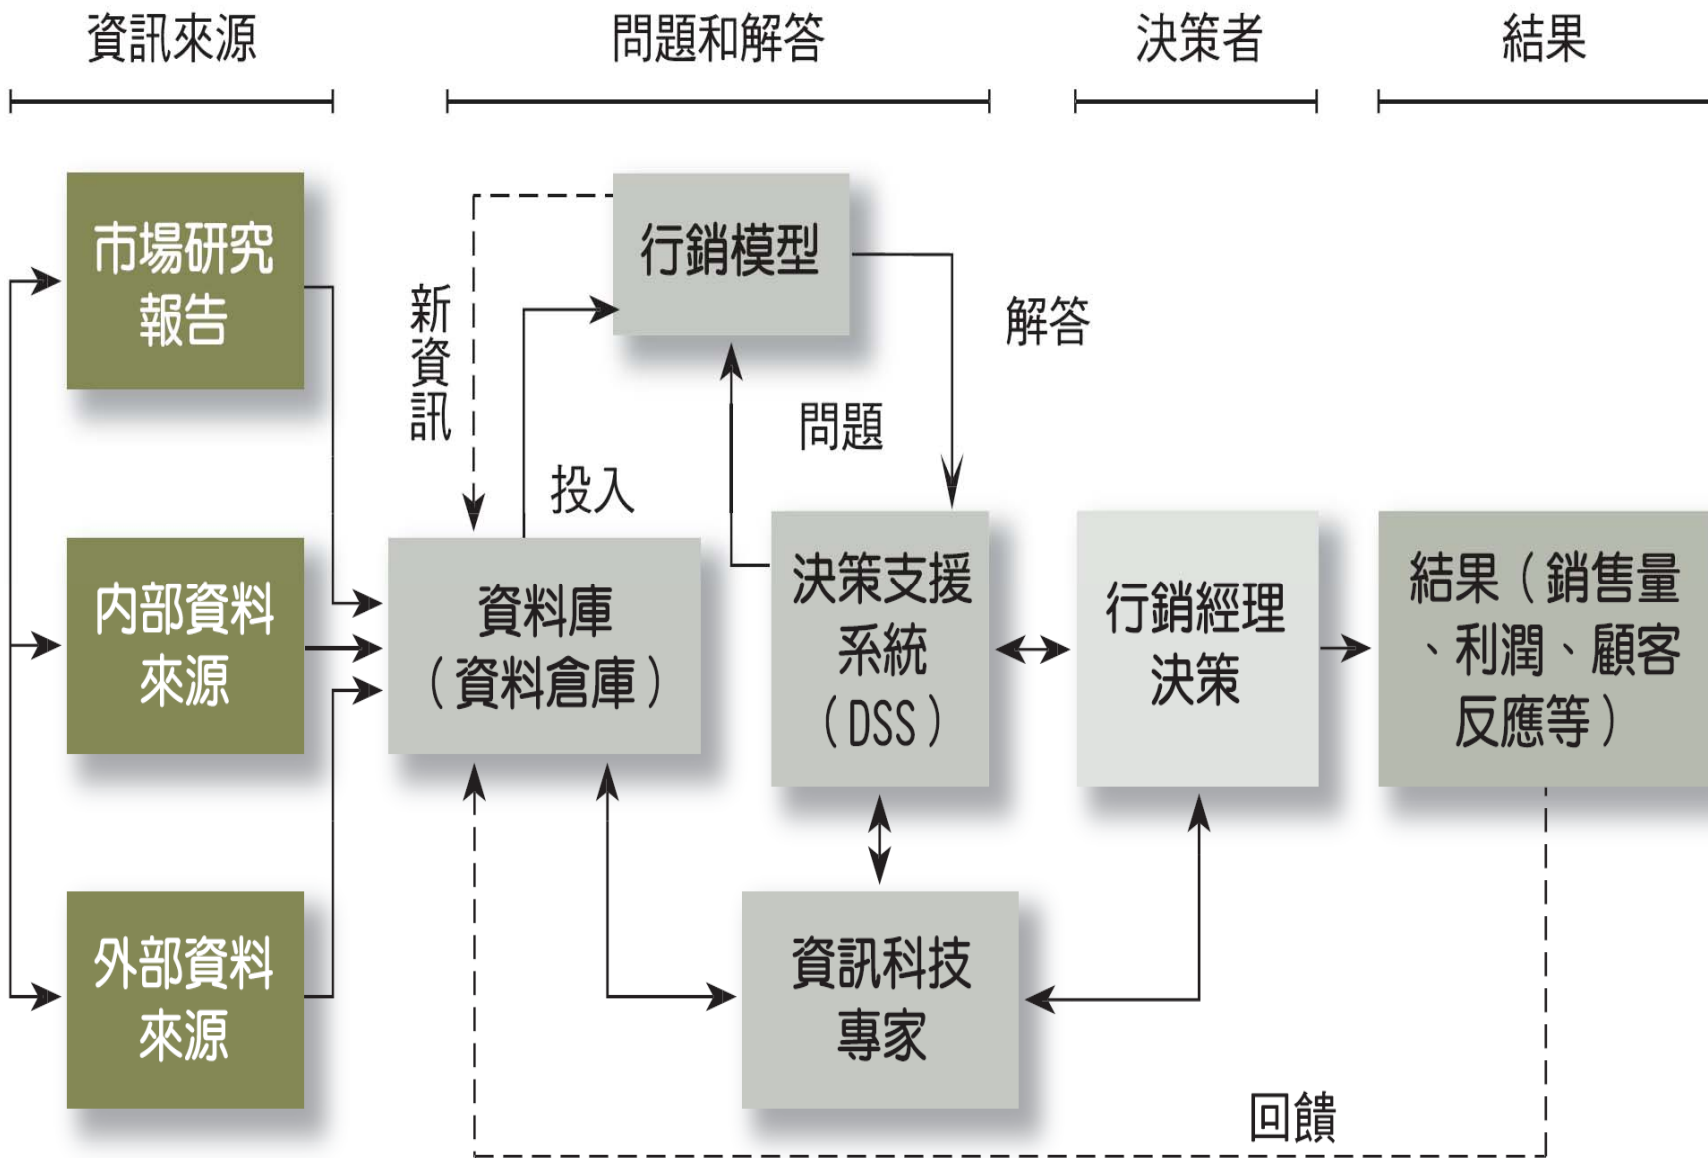 資訊來源
問題和解答
決策者
結果
市場研究
報告
行銷模型
新資訊
解答
問題
投入
內部資料
來源
資料庫
（資料倉庫）
決策支援
系統
（DSS）
行銷經理
決策
結果（銷售量
、利潤、顧客
反應等）
外部資料
來源
資訊科技
專家
回饋